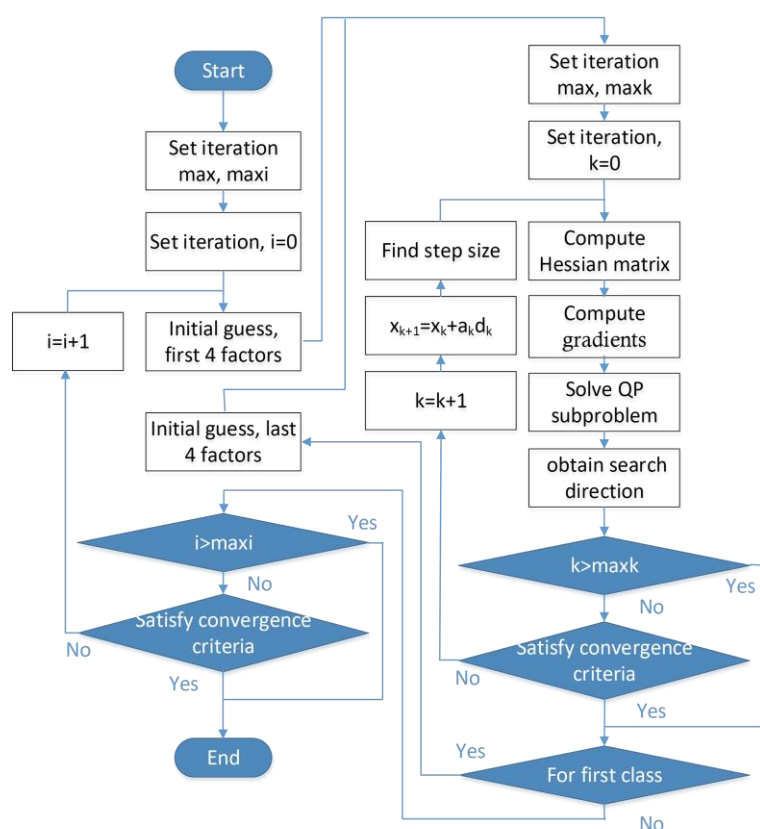 Start
Set iteration
max, maxi
Set iteration, i=0
i=i+1
Initial guess,
first 4 factors
Initial guess, last
4 factors
i>maxi
Yes
No
Satisfy convergence
criteria
No
Yes
End
Set iteration
max, maxk
Set iteration,
k=0
Find step size
Compute
Hessian matrix
xk+1=xk+akdk
Compute
gradients
k=k+1
Solve QP
subproblem
obtain search
direction
k>maxk
Yes
No
Satisfy convergence
criteria
No
Yes
Yes
For first class
No